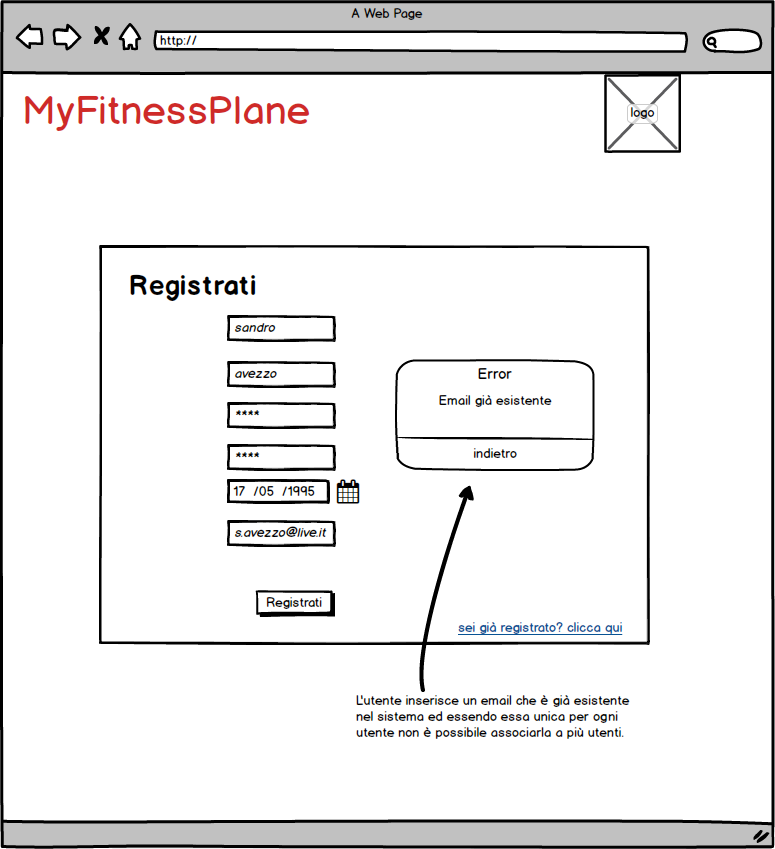 A Web Page
http://
MyFitnessPlane
logo
Registrati
sandro
avezzo
****
****
17 /05 /1995
s.avezzo@live.it
Registrati
Error
Email già esistente
indietro
sei già registrato? clicca qui
L'utente inserisce un email che è già esistente
nel sistema ed essendo essa unica per ogni
utente non è possibile associarla a più utenti.